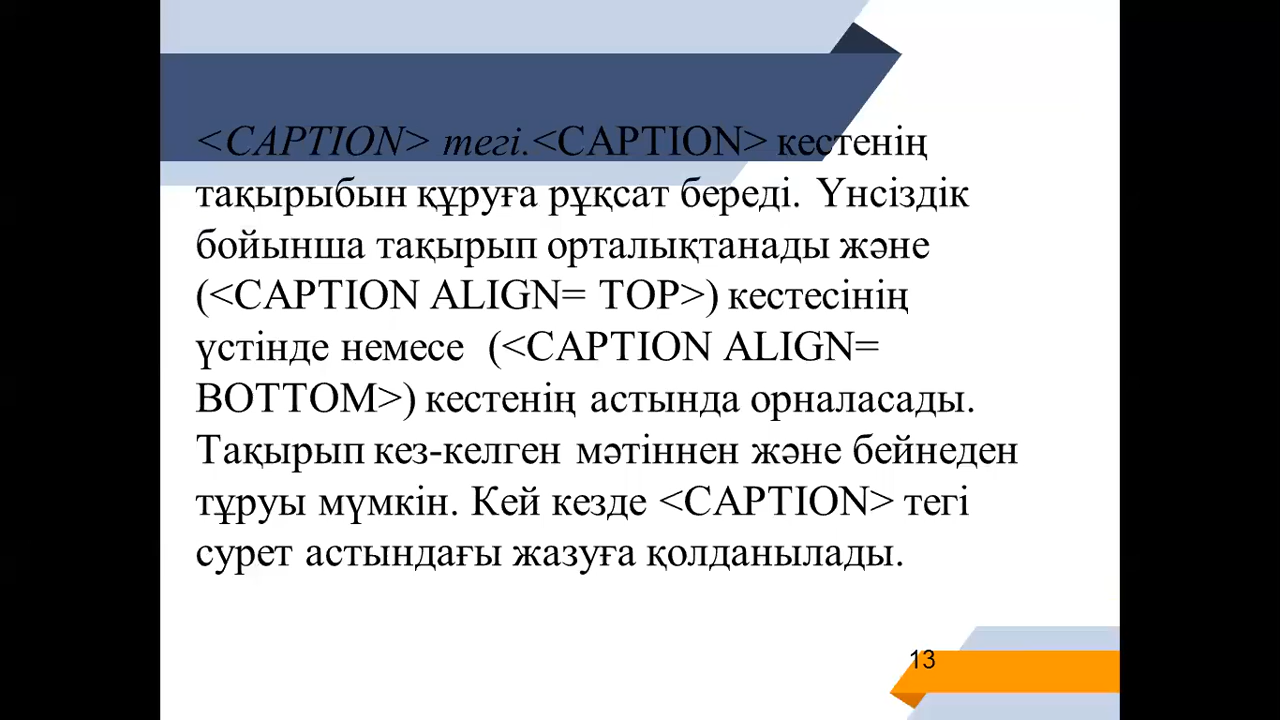 <CAPTION> тегі.<CAPTION> кестенің
тақырыбын құруға рұқсат береді. Үнсіздік
бойынша тақырып орталықтанады және
(<CAPTION ALIGN= TOP>) кестесінің
үстінде немесе (<CAPTION ALIGN=
BOTTOM>) кестенің астында орналасады.
Тақырып кез-келген мәтіннен және бейнеден
тұруы мүмкін. Кей кезде <CAPTION> тегі
сурет астындағы жазуға қолданылады.
13